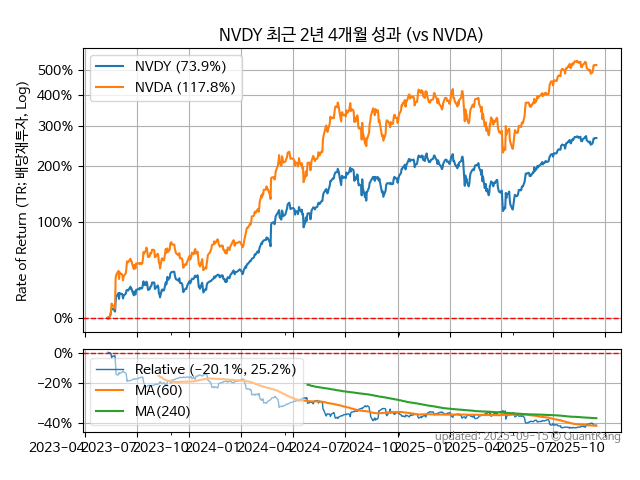 NVDY 최근 2년 4개월 성과 (vs NVDA)
Rate of Return (TR: 배당재투자, Log)
500%
400%
300%
200%
100%
0%
NVDY (73.9%)
NVDA (117.8%)
0%
−20%
−40%
Relative (−20.1%, 25.2%)
MA(60)
MA(240)
2023-04
2023-07
2023-10
2024-01
2024-04
2024-07
2024-10
2025-01
2025-04
2025-07
2025-10
updated: 2025-09-15 © QuantKang